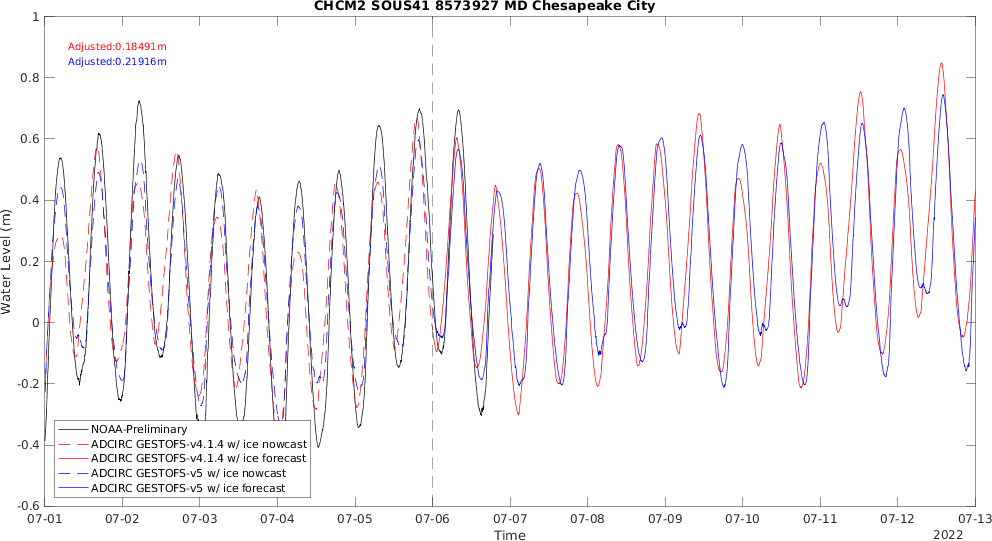 CHCM2 SOUS41 8573927 MD Chesapeake City
Adjusted:0.18491m
Adjusted:0.21916m
1
0.8
0.6
0.4
0.2
0
-0.2
-0.4
-0.6
Water Level (m)
NOAA-Preliminary
ADCIRC GESTOFS-v4.1.4 w/ ice nowcast
ADCIRC GESTOFS-v4.1.4 w/ ice forecast
ADCIRC GESTOFS-v5 w/ ice nowcast
ADCIRC GESTOFS-v5 w/ ice forecast
07-01 07-02 07-03 07-04 07-05 07-06 07-07 07-08 07-09 07-10 07-11 07-12 07-13
Time
2022